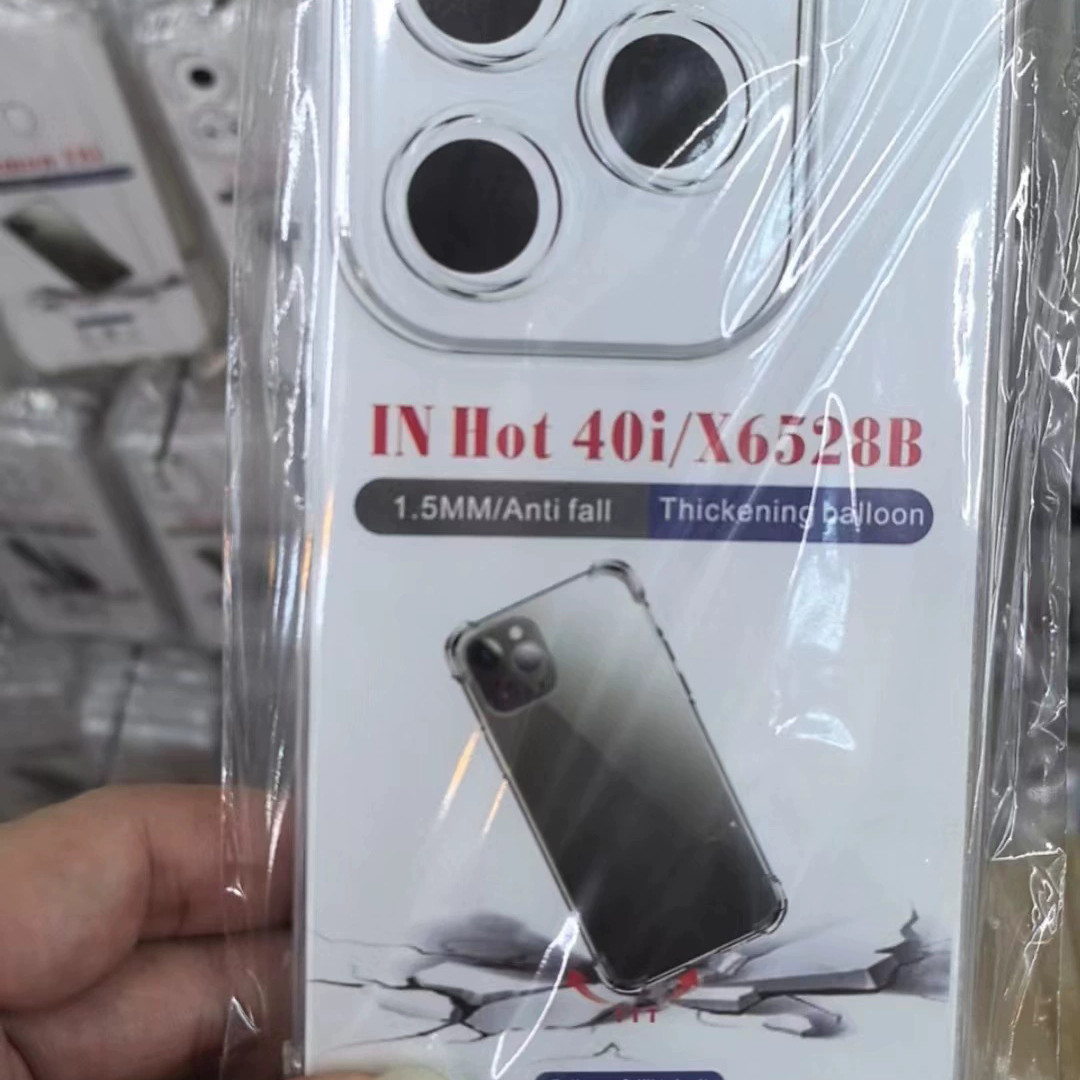 IN Hot 40i/X6528B
1.5MM/Anti fall Thickening balloon